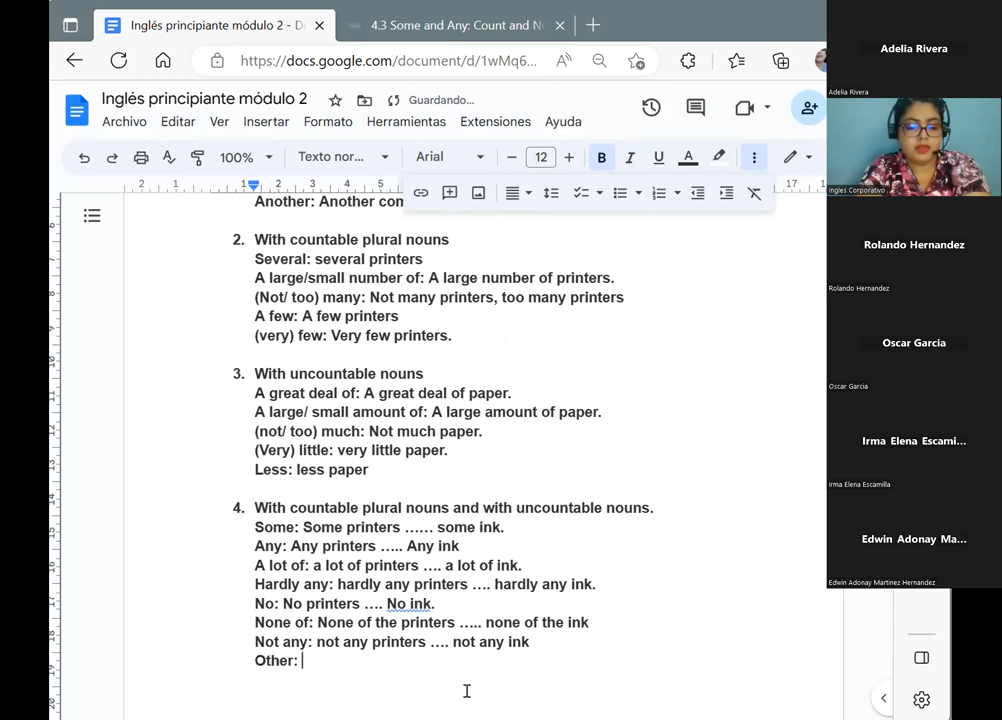 Inglés principiante módulo 2 - D
4.3 Some and Any: Count and N
https://docs.google.com/document/d/1wMq6...
Inglés principiante módulo 2
Guardando...
Archivo Editar Ver Insertar Formato Herramientas Extensiones Ayuda
100% Texto nor... Arial 12
2 1 1 2 3 4 5 17
Another: Another con
2. With countable plural nouns
Several: several printers
A large/small number of: A large number of printers.
(Not/ too) many: Not many printers, too many printers
A few: A few printers
(very) few: Very few printers.
3. With uncountable nouns
A great deal of: A great deal of paper.
A large/ small amount of: A large amount of paper.
(not/ too) much: Not much paper.
(Very) little: very little paper.
Less: less paper
4. With countable plural nouns and with uncountable nouns.
Some: Some printers …… some ink.
Any: Any printers ….. Any ink
A lot of: a lot of printers …. a lot of ink.
Hardly any: hardly any printers …. hardly any ink.
No: No printers …. No ink.
None of: None of the printers ….. none of the ink
Not any: not any printers …. not any ink
Other:
Adelia Rivera
Adelia Rivera
Ingles Corporativo
Rolando Hernandez
Rolando Hernandez
Oscar Garcia
Oscar Garcia
Irma Elena Escami...
Irma Elena Escamilla
Edwin Adonay Ma...
Edwin Adonay Martinez Hernandez